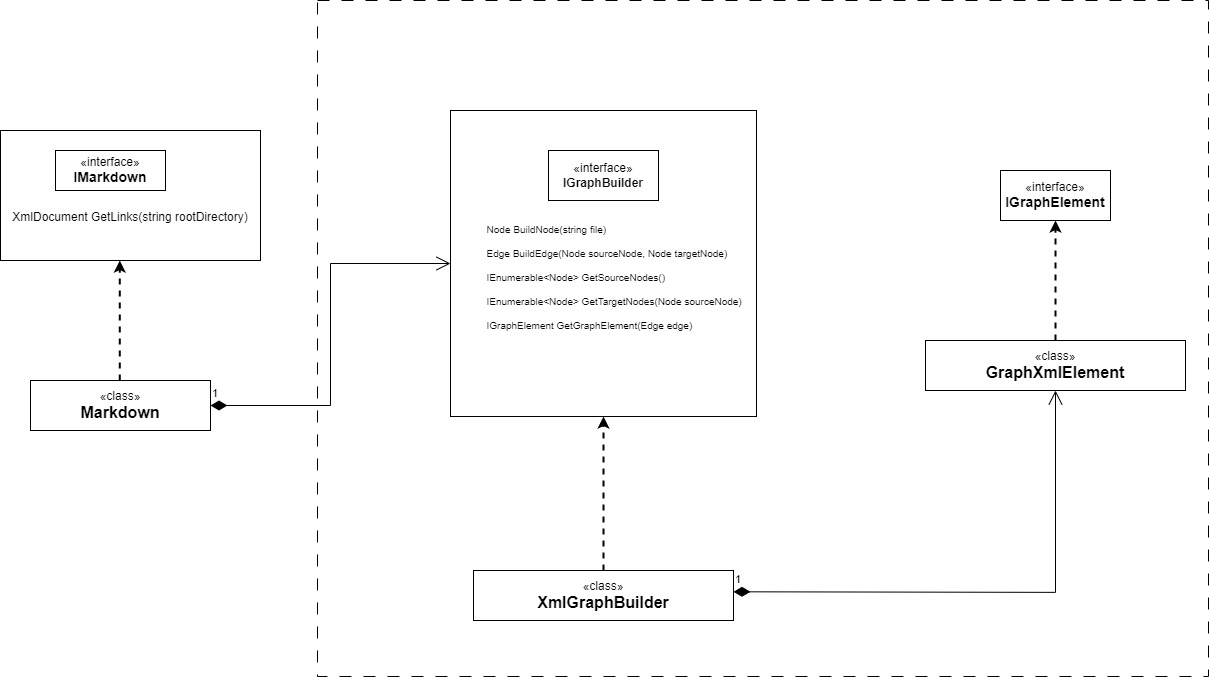 «interface»
IMarkdown
XmlDocument GetLinks(string rootDirectory)
«class»
Markdown
1
«interface»
IGraphBuilder
Node BuildNode(string file)
Edge BuildEdge(Node sourceNode, Node targetNode)
IEnumerable<Node> GetSourceNodes()
IEnumerable<Node> GetTargetNodes(Node sourceNode)
IGraphElement GetGraphElement(Edge edge)
«class»
XmlGraphBuilder
1
«interface»
IGraphElement
«class»
GraphXmlElement